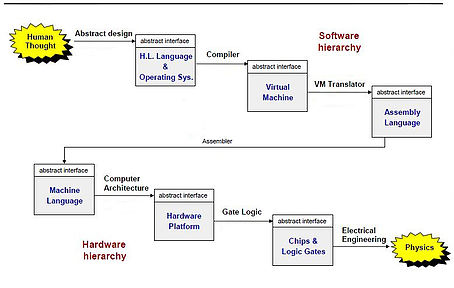 Human
Thought
Abstract design
abstract interface
H.L. Language
&
Operating Sys.
Compiler
Software
hierarchy
abstract interface
Virtual
Machine
VM Translator
abstract interface
Assembly
Language
Assembler
abstract interface
Machine
Language
Computer
Architecture
abstract interface
Hardware
Platform
Gate Logic
abstract interface
Chips &
Logic Gates
Electrical
Engineering
Physics
Hardware
hierarchy